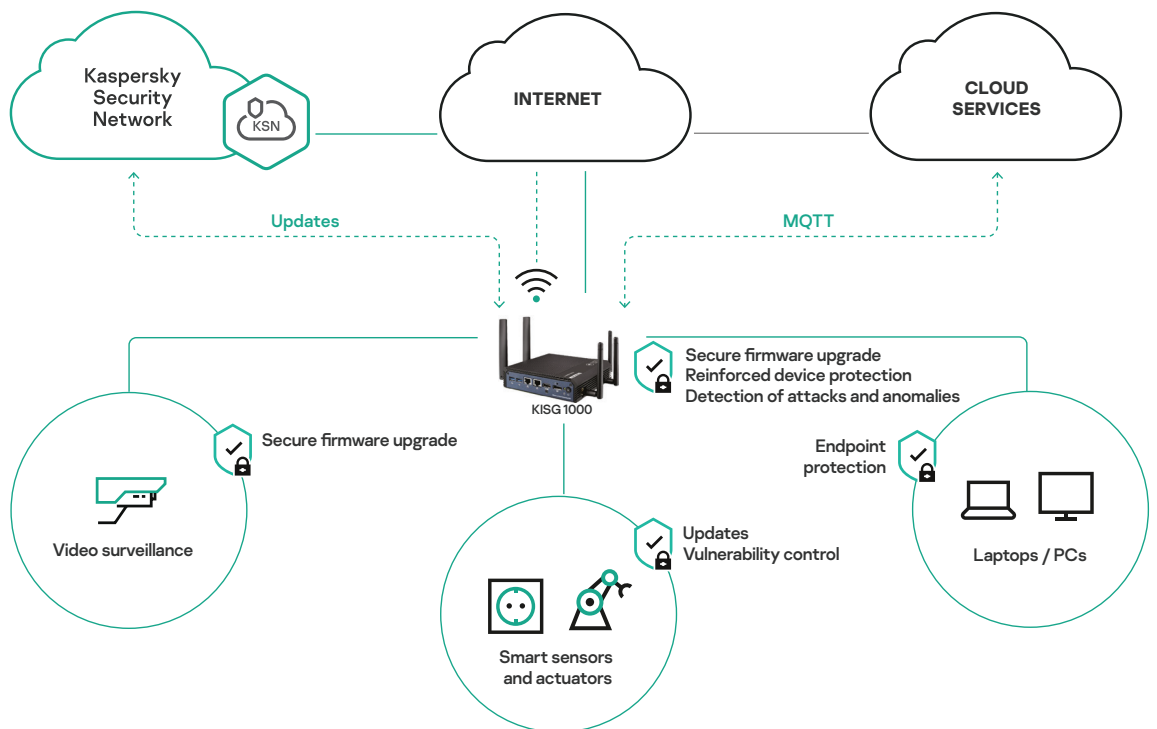 Kaspersky
Security
Network
KSN
INTERNET
CLOUD
SERVICES
Updates
MQTT
KISG 1000
Secure firmware upgrade
Reinforced device protection
Detection of attacks and anomalies
Secure firmware upgrade
Video surveillance
Endpoint
protection
Laptops / PCs
Updates
Vulnerability control
Smart sensors
and actuators